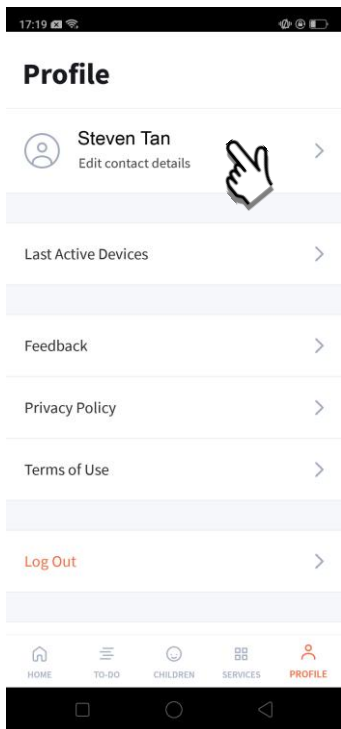 17:19
Profile
Steven Tan
Edit contact details
Last Active Devices
Feedback
Privacy Policy
Terms of Use
Log Out
HOME TO-DO CHILDREN SERVICES PROFILE